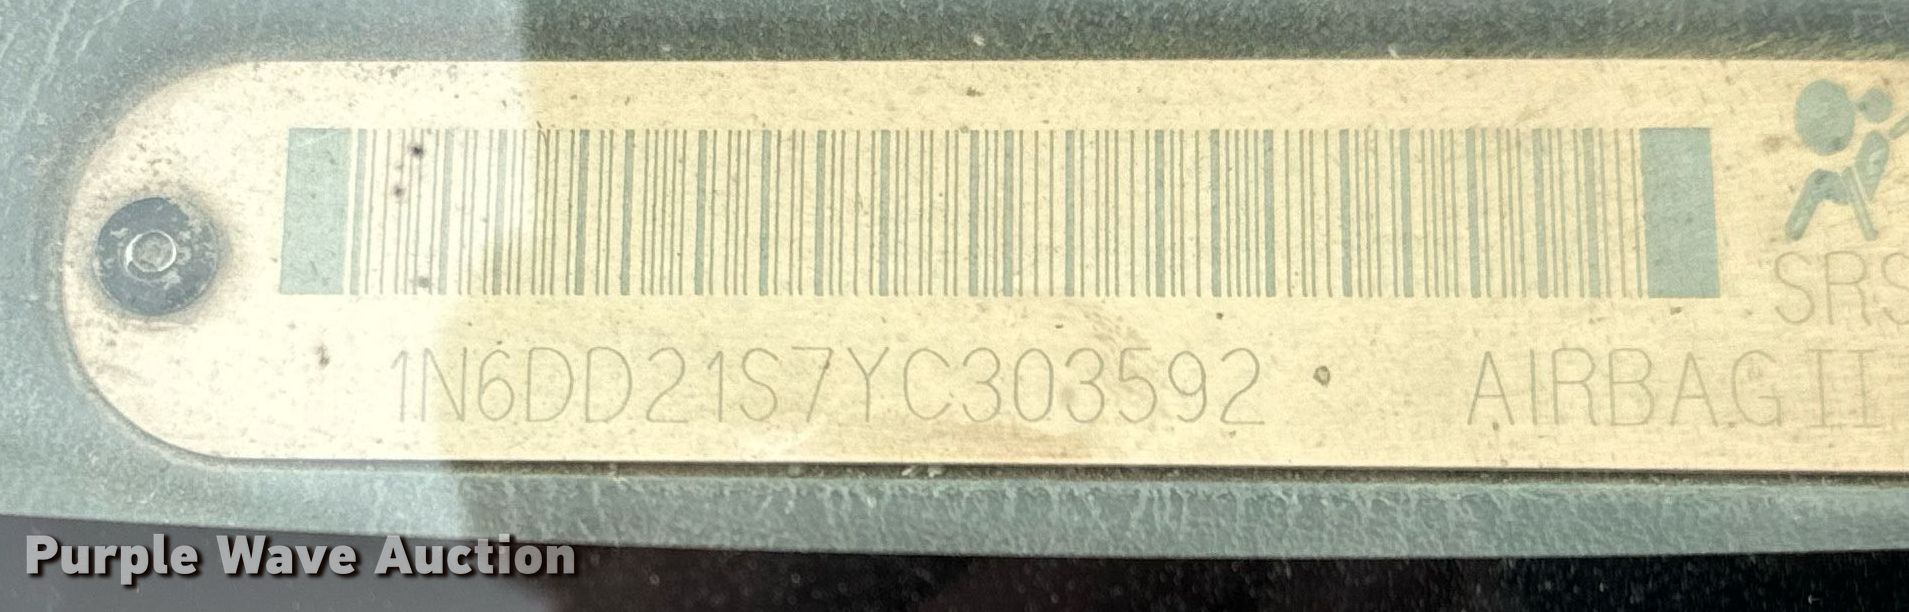 SRS
1N6DD21S7YC303592
AIRBAG II
Purple Wave Auction